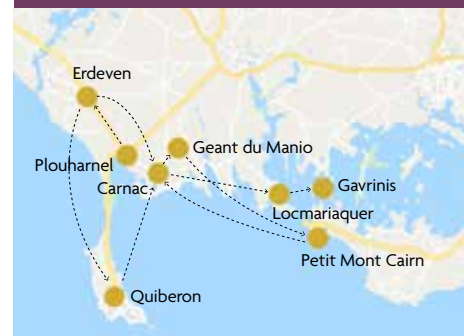 Erdeven
Geant du Manio
Plouharnel
Carnac
Gavrinis
Locmariaquer
Petit Mont Cairn
Quiberon